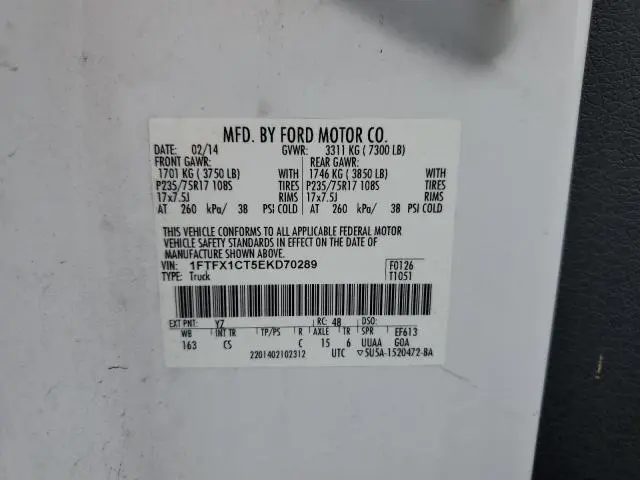 MFD. BY FORD MOTOR CO.
DATE: 02/14 GVWR: 3311 KG ( 7300 LB)
FRONT GAWR: REAR GAWR:
1701 KG ( 3750 LB) WITH 1746 KG ( 3850 LB) WITH
P235/75R17 108S TIRES P235/75R17 108S TIRES
17x7.5J RIMS 17x7.5J RIMS
AT 260 kPa/ 38 PSI COLD AT 260 kPa/ 38 PSI COLD
THIS VEHICLE CONFORMS TO ALL APPLICABLE FEDERAL MOTOR
VEHICLE SAFETY STANDARDS IN EFFECT ON THE DATE OF
MANUFACTURE SHOWN ABOVE.
VIN: 1FTFX1CT5EKD70289 F0126
TYPE: Truck T1051
EXT PNT: YZ RC: 48 DSO:
WB INT TR TP/PS R AXLE TR SPR EF613
163 CS C 15 6 UUAA G0A
2201402102312 UTC ▽5U5A-1520472-BA